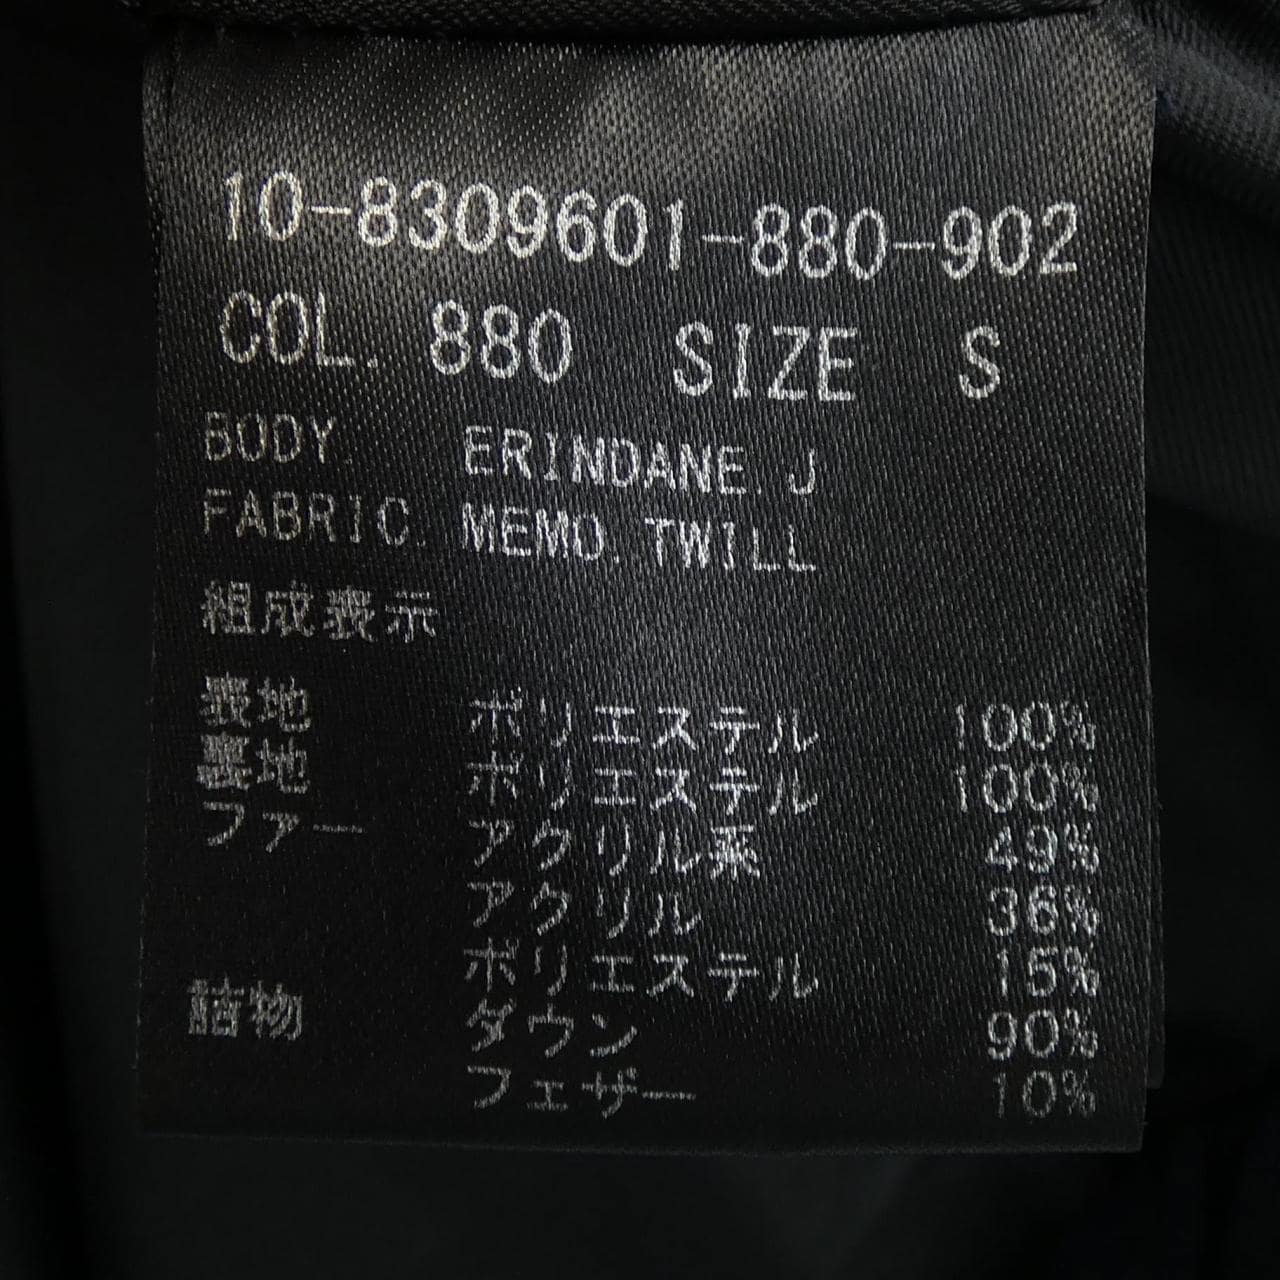 10-8309601-880-902
COL. 880 SIZE S
BODY. ERINDANE.J
FABRIC. MEMO.TWILL
組成表示
表地 ポリエステル 100%
裏地 ポリエステル 100%
ファー アクリル系 49%
アクリル 36%
ポリエステル 15%
詰物 ダウン 90%
フェザー 10%